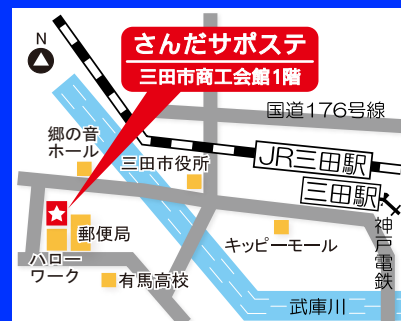 さんだサポステ
三田市商工会館1階
N
国道176号線
郷の音
ホール
三田市役所
JR三田駅
三田駅
神戸電鉄
郵便局
ハロー
ワーク
キッピーモール
有馬高校
武庫川